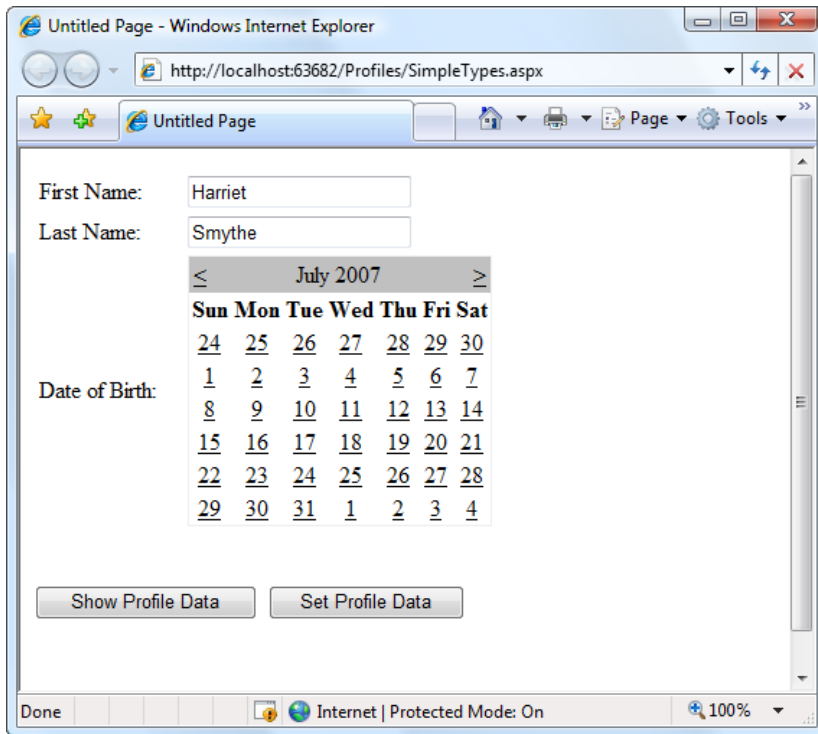 Untitled Page - Windows Internet Explorer
http://localhost:63682/Profiles/SimpleTypes.aspx
Untitled Page Page Tools »
First Name: Harriet
Last Name: Smythe
< July 2007 >
Sun Mon Tue Wed Thu Fri Sat
24 25 26 27 28 29 30
1 2 3 4 5 6 7
Date of Birth:
8 9 10 11 12 13 14
15 16 17 18 19 20 21
22 23 24 25 26 27 28
29 30 31 1 2 3 4
Show Profile Data Set Profile Data
Done Internet | Protected Mode: On 100%